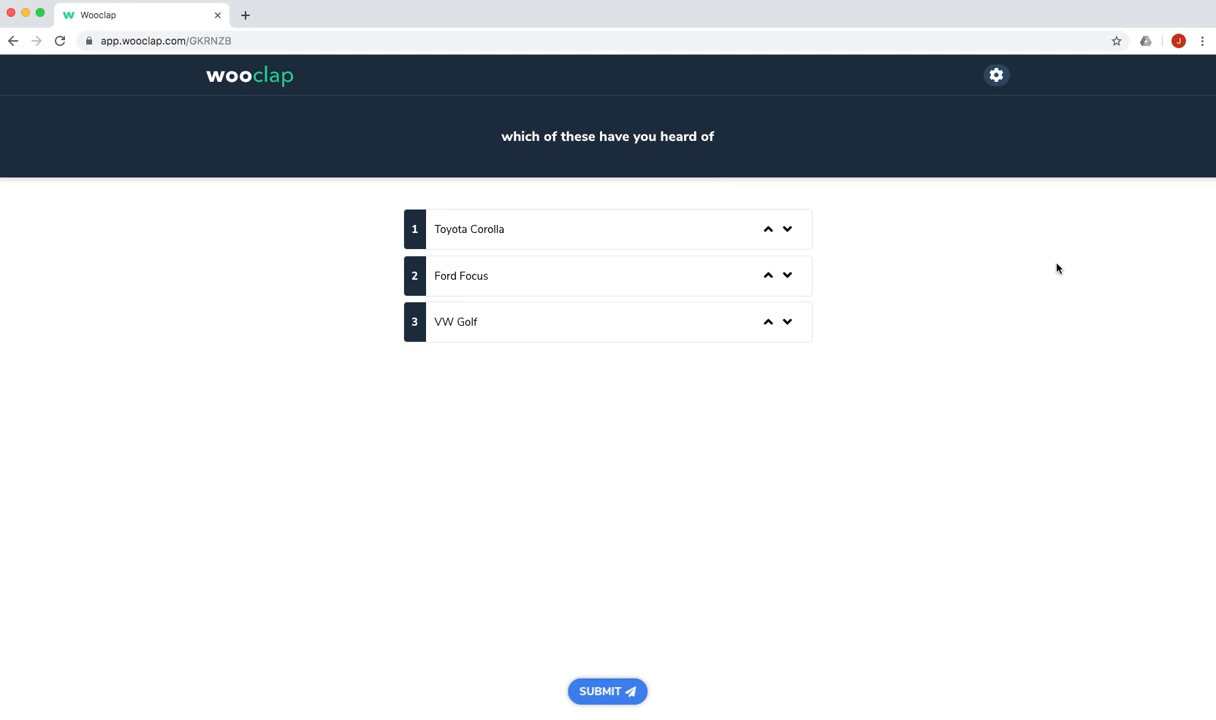 Wooclap
app.wooclap.com/GKRNZB
J
wooclap
which of these have you heard of
1 Toyota Corolla
2 Ford Focus
3 VW Golf
SUBMIT